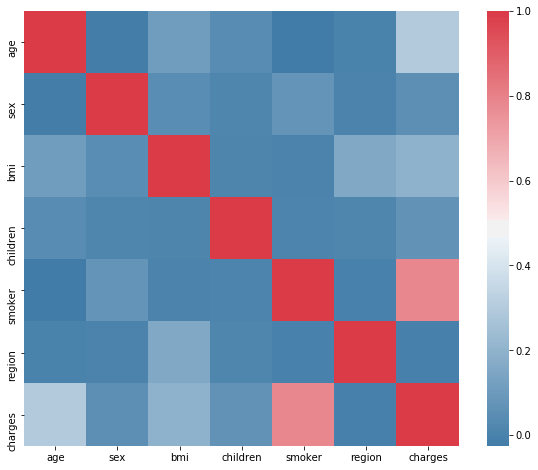 age
sex
bmi
children
smoker
region
charges
age sex bmi children smoker region charges
1.0
0.8
0.6
0.4
0.2
0.0